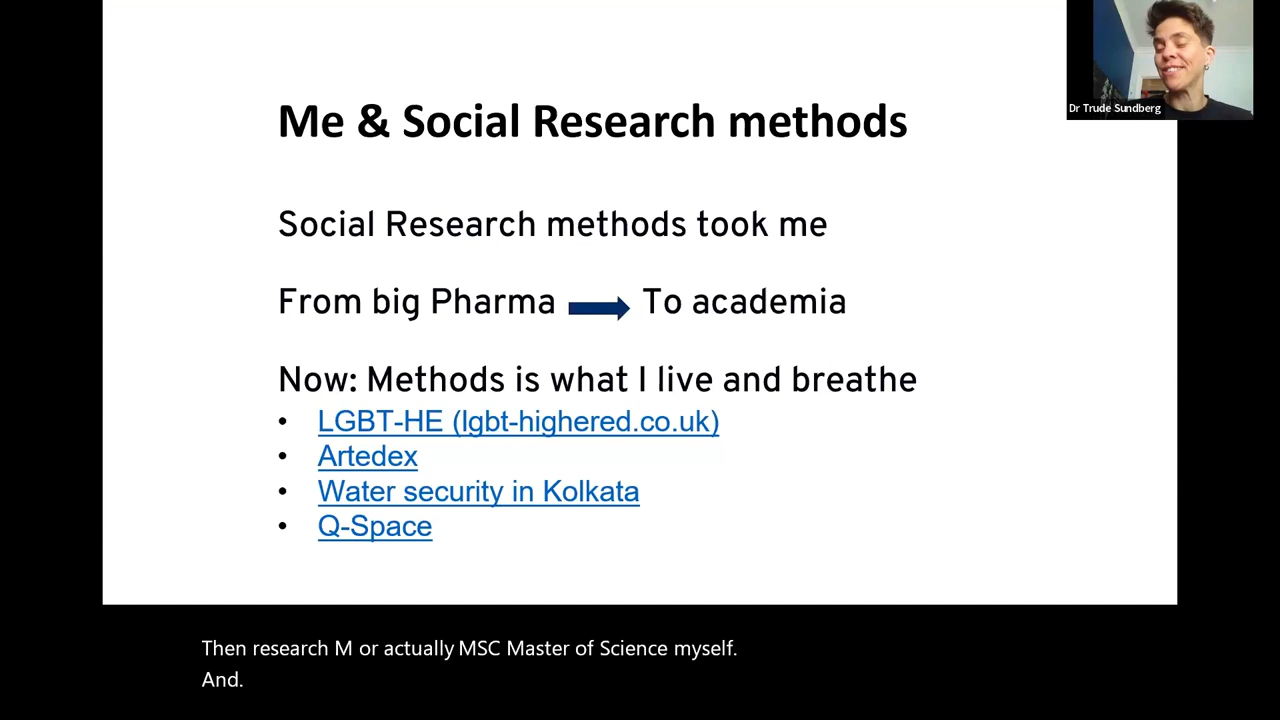 Me & Social Research methods
Dr Trude Sundberg
Social Research methods took me
From big Pharma To academia
Now: Methods is what I live and breathe
• LGBT-HE (lgbt-highered.co.uk)
• Artedex
• Water security in Kolkata
• Q-Space
Then research M or actually MSC Master of Science myself.
And.